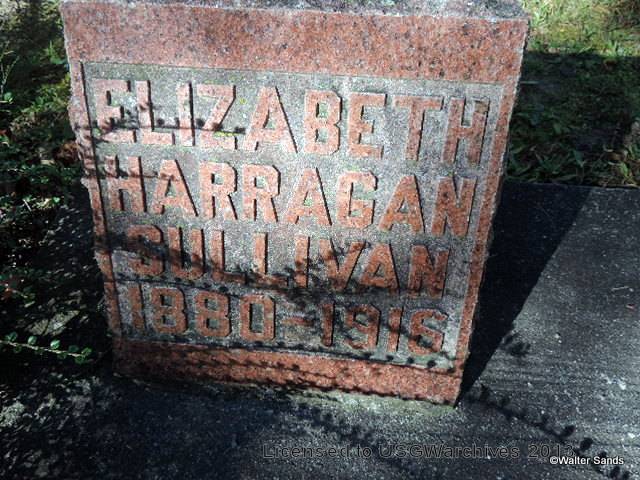 ELIZABETH
HARRAGAN
SULLIVAN
1880-1916
Licensed to USGWarchives 2013
©Walter Sands